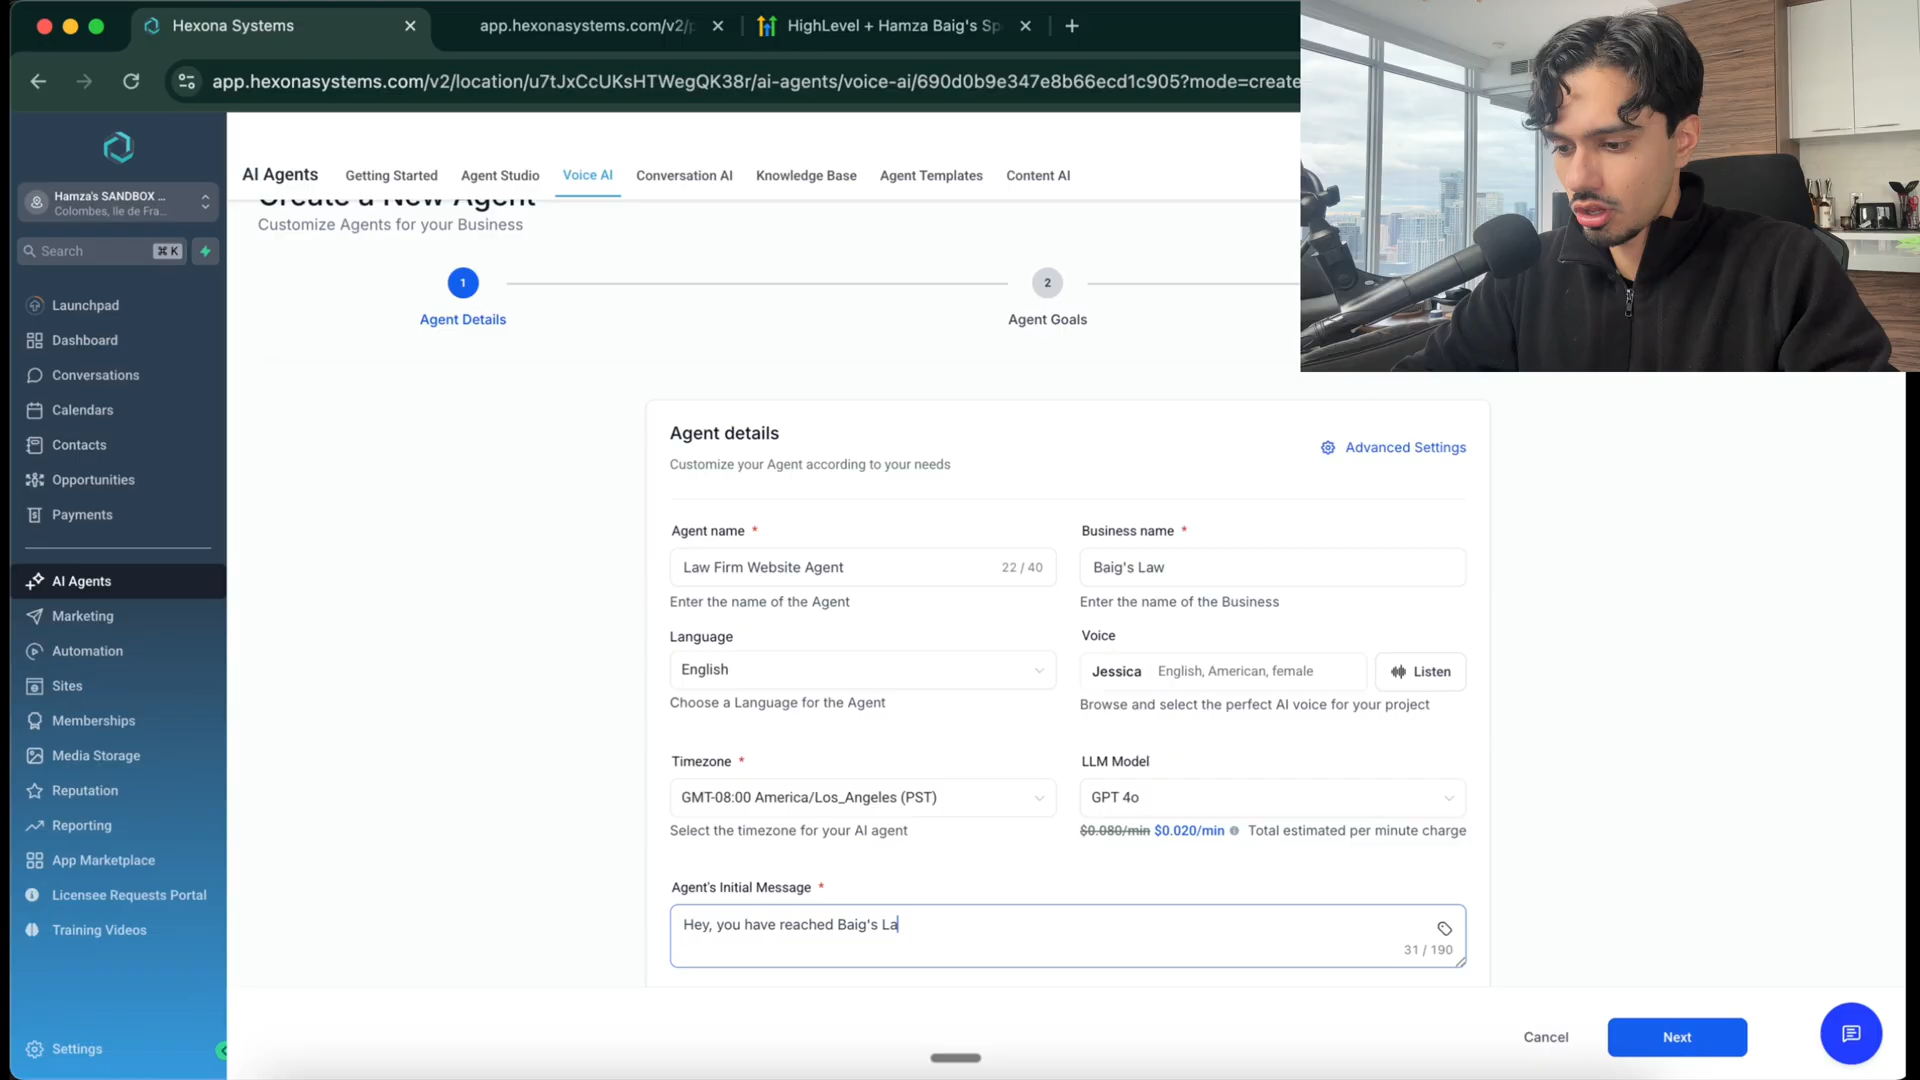 Hexona Systems
app.hexonasystems.com/v2/p
HighLevel + Hamza Baig's Sp
app.hexonasystems.com/v2/location/u7tJxCcUKsHTWegQK38r/ai-agents/voice-ai/690d0b9e347e8b66ecd1c905?mode=create
Hamza's SANDBOX ...
Colombes, Ile de Fra...
Search
⌘ K
Launchpad
Dashboard
Conversations
Calendars
Contacts
Opportunities
Payments
AI Agents
Marketing
Automation
Sites
Memberships
Media Storage
Reputation
Reporting
App Marketplace
Licensee Requests Portal
Training Videos
Settings
AI Agents
Getting Started
Agent Studio
Voice AI
Conversation AI
Knowledge Base
Agent Templates
Content AI
Create a New Agent
Customize Agents for your Business
1
Agent Details
2
Agent Goals
Agent details
Customize your Agent according to your needs
Advanced Settings
Agent name *
Law Firm Website Agent
22 / 40
Enter the name of the Agent
Business name *
Baig's Law
Enter the name of the Business
Language
English
Choose a Language for the Agent
Voice
Jessica English, American, female
Listen
Browse and select the perfect AI voice for your project
Timezone *
GMT-08:00 America/Los_Angeles (PST)
Select the timezone for your AI agent
LLM Model
GPT 4o
$0.080/min $0.020/min Total estimated per minute charge
Agent's Initial Message *
Hey, you have reached Baig's La
31 / 190
Cancel
Next